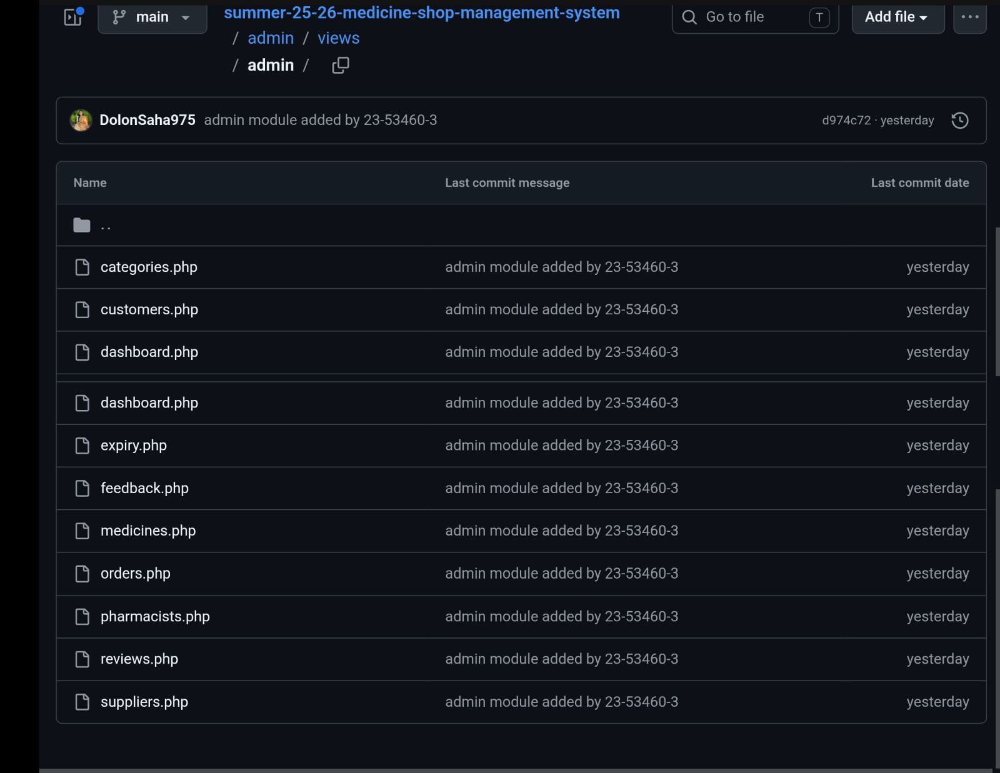 main
summer-25-26-medicine-shop-management-system
/ admin / views
/ admin /
Go to file T
Add file
DolonSaha975 admin module added by 23-53460-3 d974c72 · yesterday
Name Last commit message Last commit date
..
categories.php admin module added by 23-53460-3 yesterday
customers.php admin module added by 23-53460-3 yesterday
dashboard.php admin module added by 23-53460-3 yesterday
dashboard.php admin module added by 23-53460-3 yesterday
expiry.php admin module added by 23-53460-3 yesterday
feedback.php admin module added by 23-53460-3 yesterday
medicines.php admin module added by 23-53460-3 yesterday
orders.php admin module added by 23-53460-3 yesterday
pharmacists.php admin module added by 23-53460-3 yesterday
reviews.php admin module added by 23-53460-3 yesterday
suppliers.php admin module added by 23-53460-3 yesterday